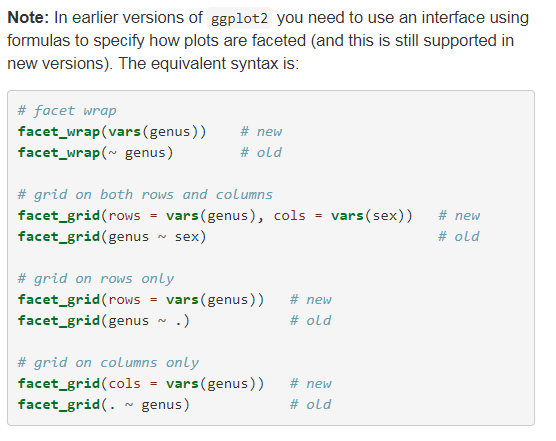 Note: In earlier versions of ggplot2 you need to use an interface using
formulas to specify how plots are faceted (and this is still supported in
new versions). The equivalent syntax is:
# facet wrap
facet_wrap(vars(genus))    # new
facet_wrap(~ genus)        # old
# grid on both rows and columns
facet_grid(rows = vars(genus), cols = vars(sex))   # new
facet_grid(genus ~ sex)                            # old
# grid on rows only
facet_grid(rows = vars(genus))   # new
facet_grid(genus ~ .)            # old
# grid on columns only
facet_grid(cols = vars(genus))   # new
facet_grid(. ~ genus)            # old